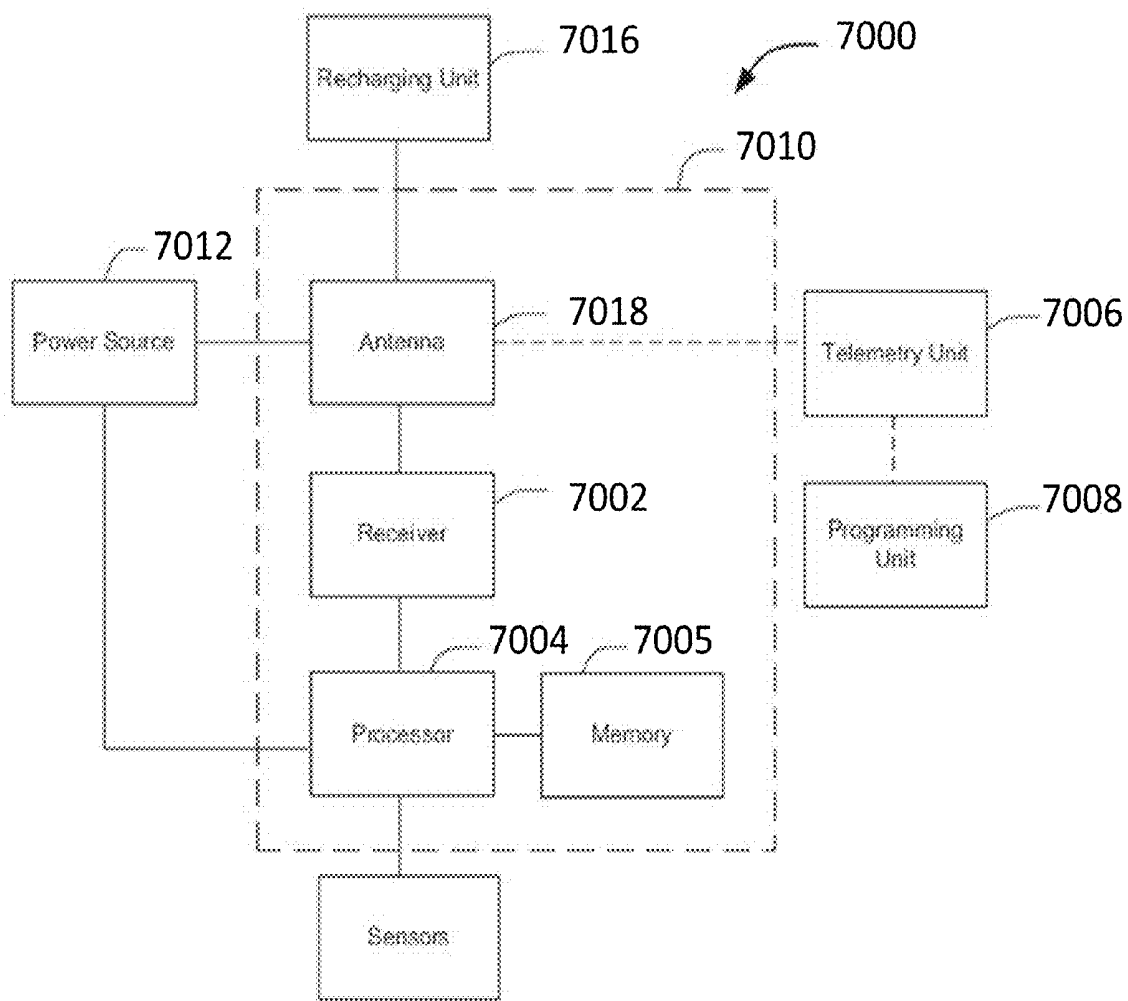 7016
7000
Recharging Unit
7010
7012
Power Source
Antenna
7018
7006
Telemetry Unit
Receiver
7002
7008
Programming
Unit
7004
7005
Processor
Memory
Sensors